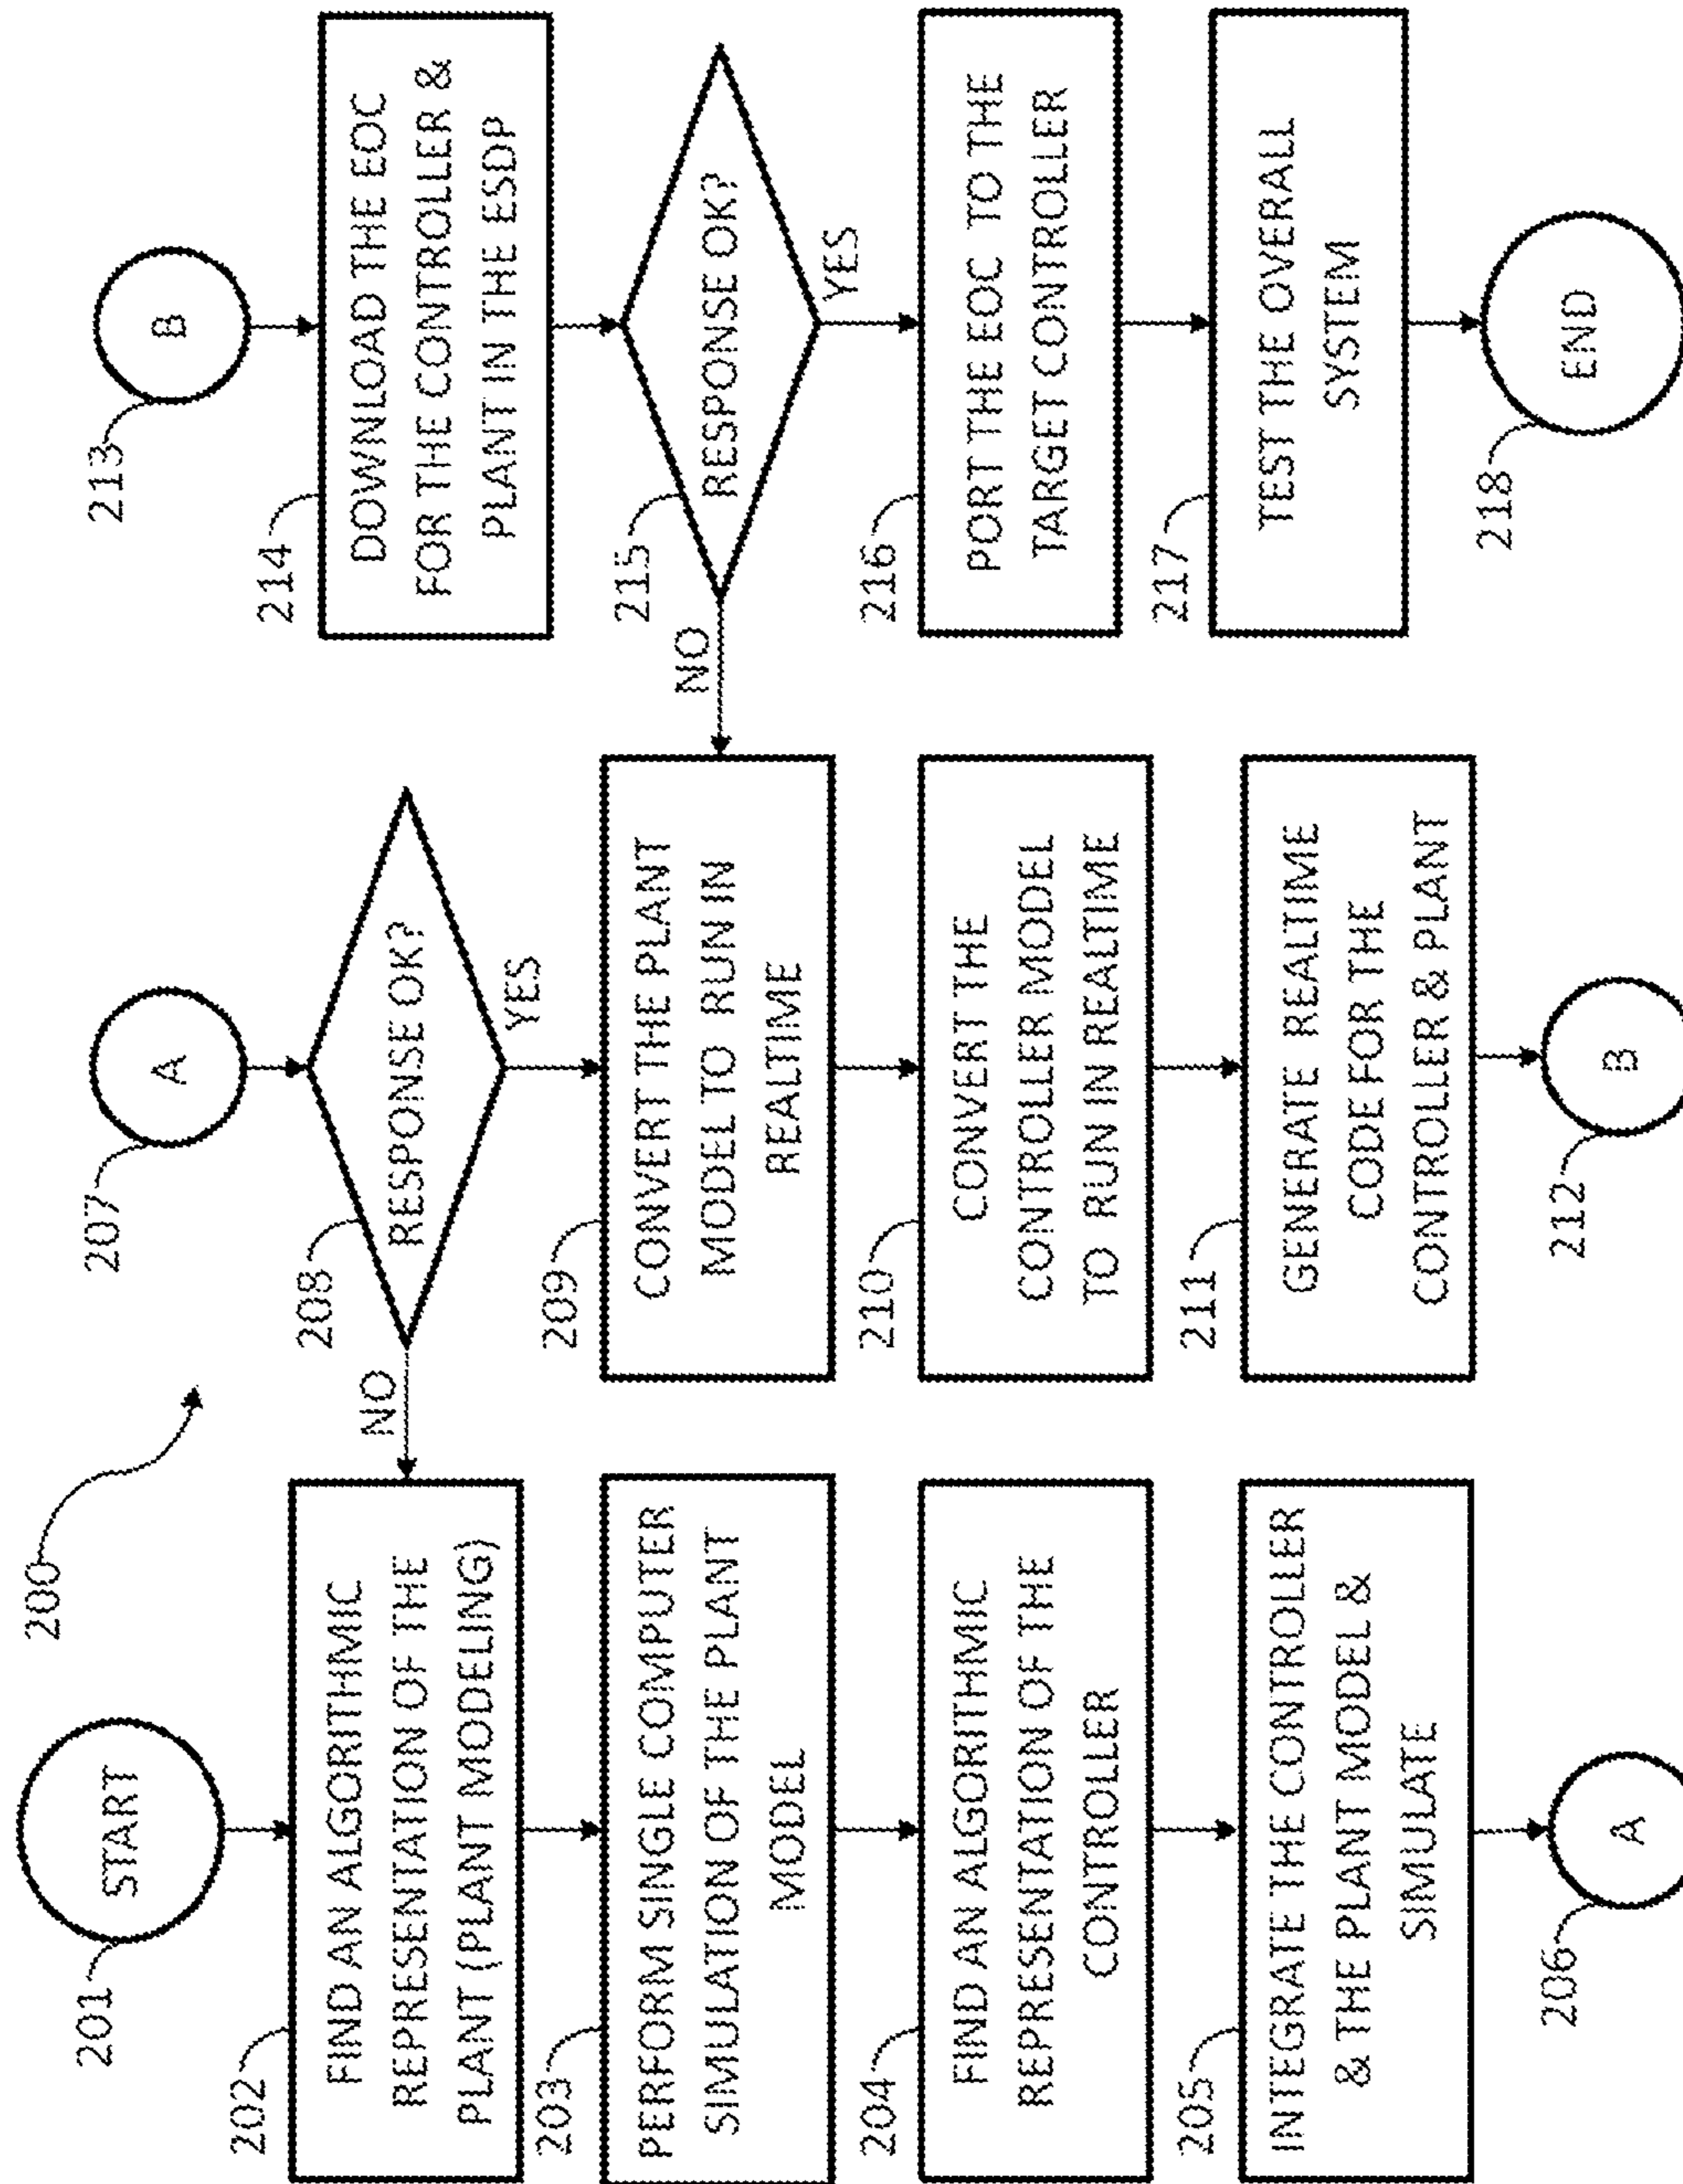 200
201
START
202
FIND AN ALGORITHMIC
REPRESENTATION OF THE
PLANT (PLANT MODELING)
203
PERFORM SINGLE COMPUTER
SIMULATION OF THE PLANT
MODEL
204
FIND AN ALGORITHMIC
REPRESENTATION OF THE
CONTROLLER
205
INTEGRATE THE CONTROLLER
& THE PLANT MODEL &
SIMULATE
206
A
207
A
208
RESPONSE OK?
NO
YES
209
CONVERT THE PLANT
MODEL TO RUN IN
REALTIME
210
CONVERT THE
CONTROLLER MODEL
TO RUN IN REALTIME
211
GENERATE REALTIME
CODE FOR THE
CONTROLLER & PLANT
212
B
213
B
214
DOWNLOAD THE EOC
FOR THE CONTROLLER &
PLANT IN THE ESDP
215
RESPONSE OK?
NO
YES
216
PORT THE EOC TO THE
TARGET CONTROLLER
217
TEST THE OVERALL
SYSTEM
218
END